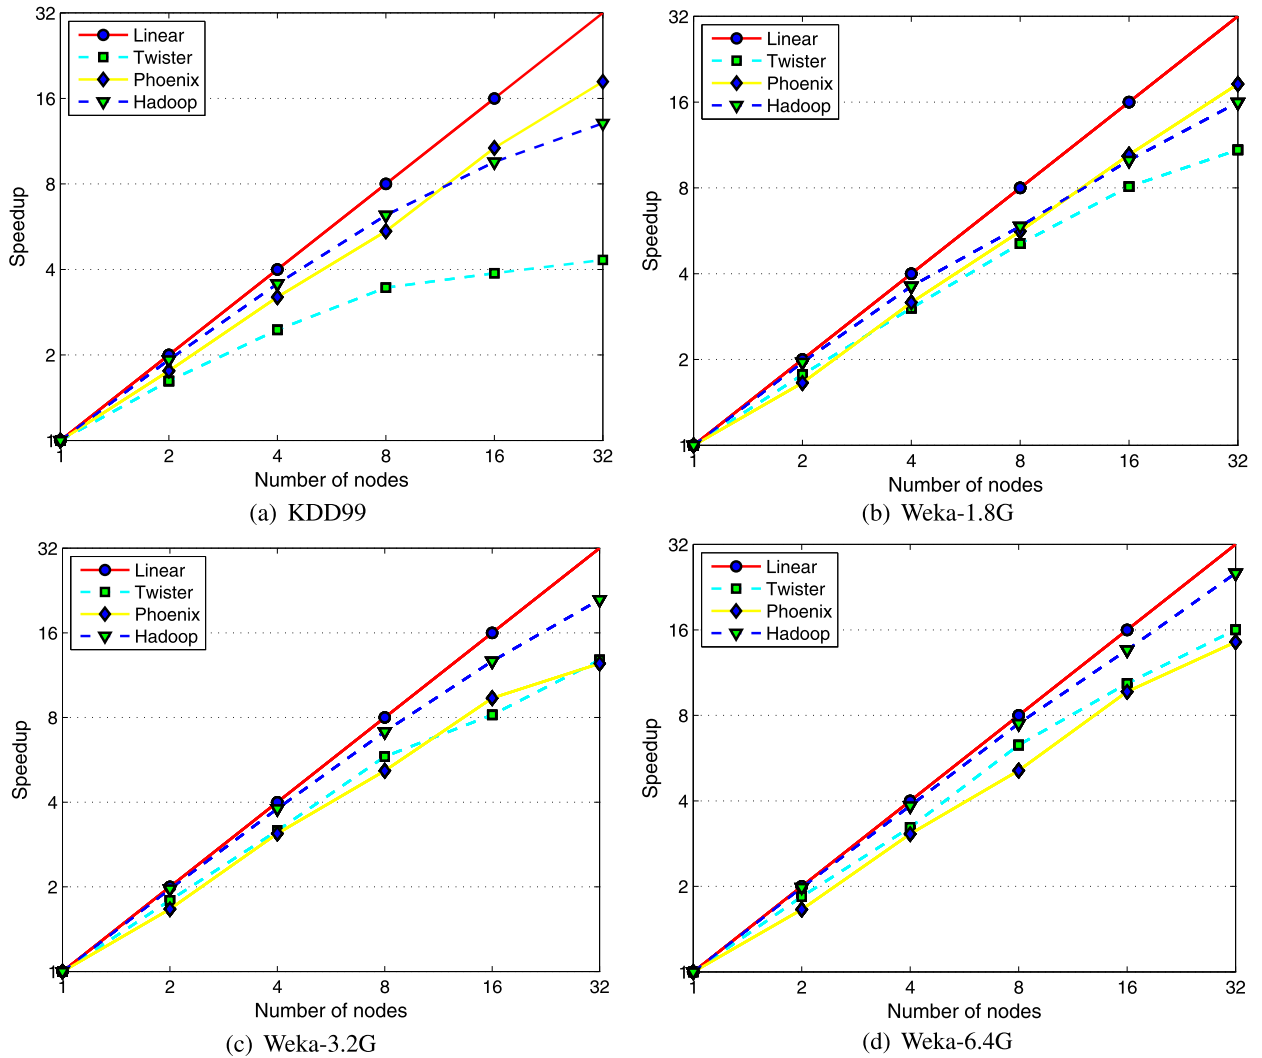 32
16
8
4
2
1
Speedup
Linear
Twister
Phoenix
Hadoop
1 2 4 8 16 32
Number of nodes
(a) KDD99
32
16
8
4
2
1
Speedup
Linear
Twister
Phoenix
Hadoop
1 2 4 8 16 32
Number of nodes
(b) Weka-1.8G
32
16
8
4
2
1
Speedup
Linear
Twister
Phoenix
Hadoop
1 2 4 8 16 32
Number of nodes
(c) Weka-3.2G
32
16
8
4
2
1
Speedup
Linear
Twister
Phoenix
Hadoop
1 2 4 8 16 32
Number of nodes
(d) Weka-6.4G